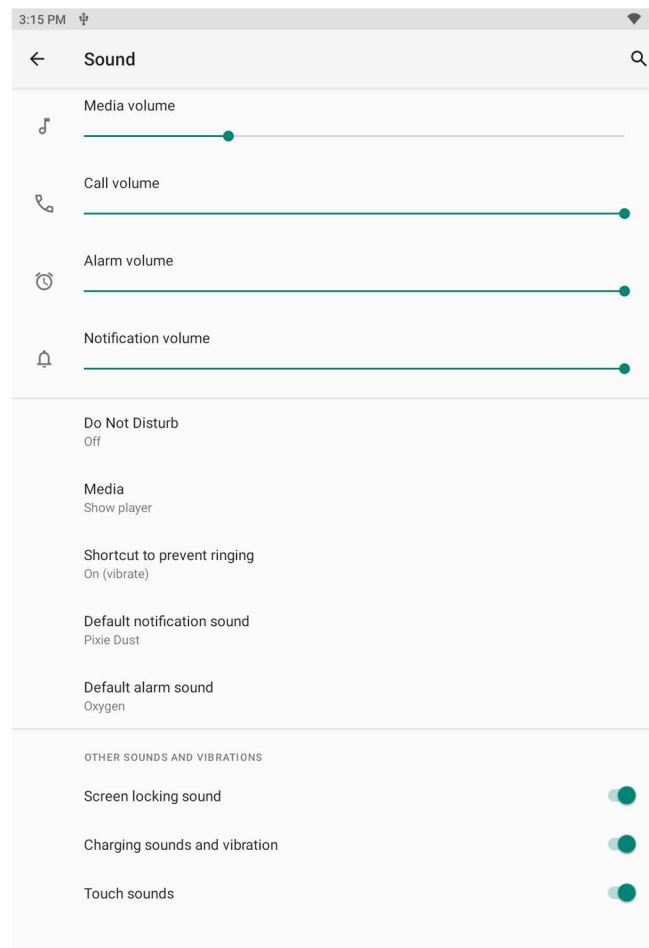 3:15 PM
Sound
Media volume
Call volume
Alarm volume
Notification volume
Do Not Disturb
Off
Media
Show player
Shortcut to prevent ringing
On (vibrate)
Default notification sound
Pixie Dust
Default alarm sound
Oxygen
OTHER SOUNDS AND VIBRATIONS
Screen locking sound
Charging sounds and vibration
Touch sounds